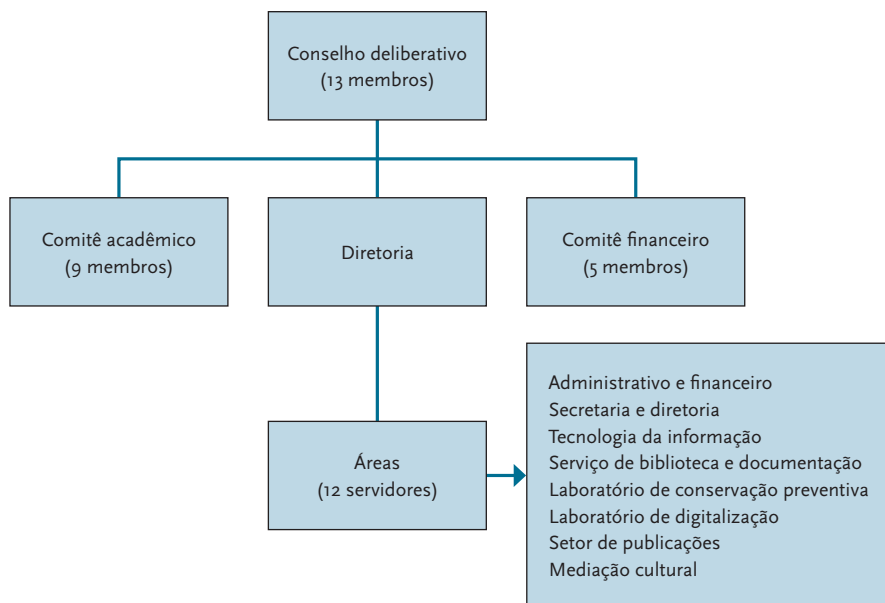 Conselho deliberativo
(13 membros)
Comitê acadêmico
(9 membros)
Diretoria
Comitê financeiro
(5 membros)
Áreas
(12 servidores)
Administrativo e financeiro
Secretaria e diretoria
Tecnologia da informação
Serviço de biblioteca e documentação
Laboratório de conservação preventiva
Laboratório de digitalização
Setor de publicações
Mediação cultural